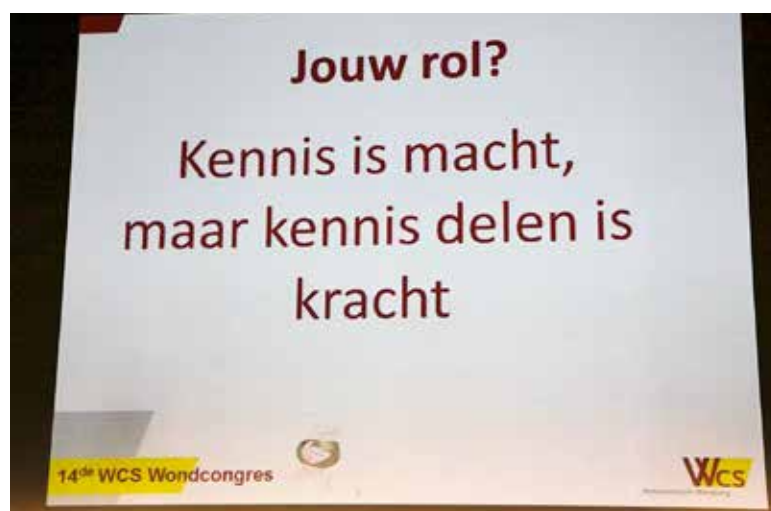 Jouw rol?
Kennis is macht,
maar kennis delen is
kracht
14de WCS Wondcongres
Wcs